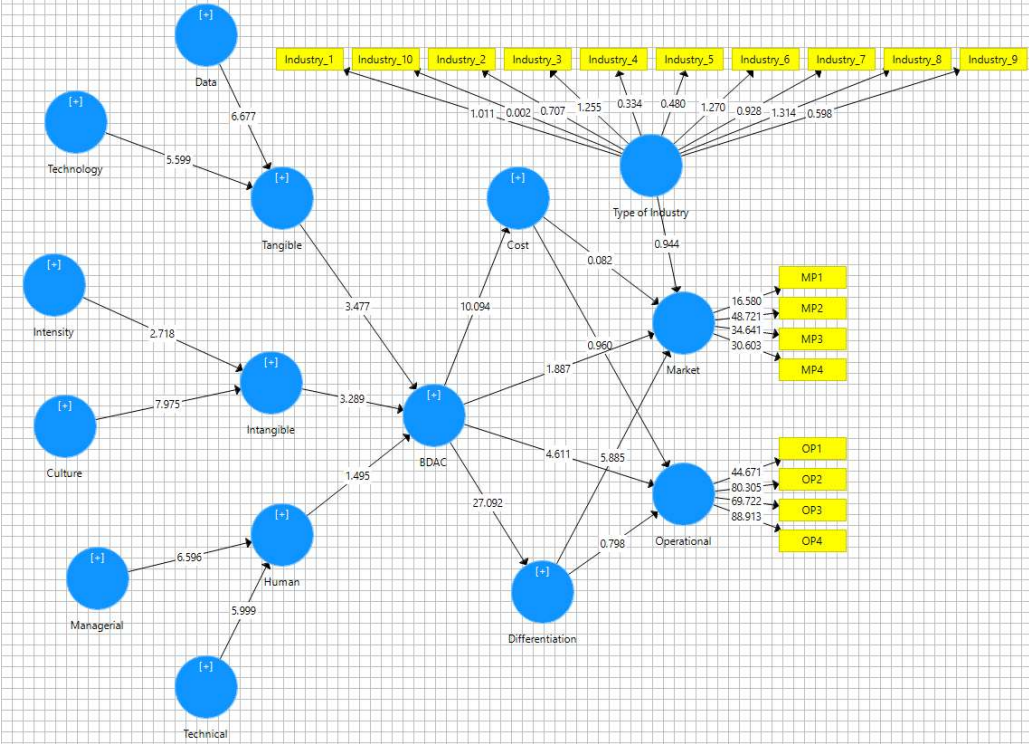 [+]
Data
Industry_1
Industry_10
Industry_2
Industry_3
Industry_4
Industry_5
Industry_6
Industry_7
Industry_8
Industry_9
[+]
Technology
6.677
1.011
0.002
0.707
1.255
0.334
0.480
1.270
0.928
1.314
0.598
5.599
[+]
Tangible
[+]
Cost
Type of Industry
0.944
0.082
[+]
Intensity
3.477
10.094
MP1
MP2
MP3
MP4
16.580
48.721
34.641
30.603
2.718
0.960
Market
1.887
[+]
Intangible
7.975
3.289
[+]
Culture
[+]
BDAC
4.611
5.885
1.495
27.092
OP1
OP2
OP3
OP4
44.671
80.305
69.722
88.913
Operational
[+]
Human
6.596
0.798
[+]
Managerial
5.999
[+]
Differentiation
[+]
Technical